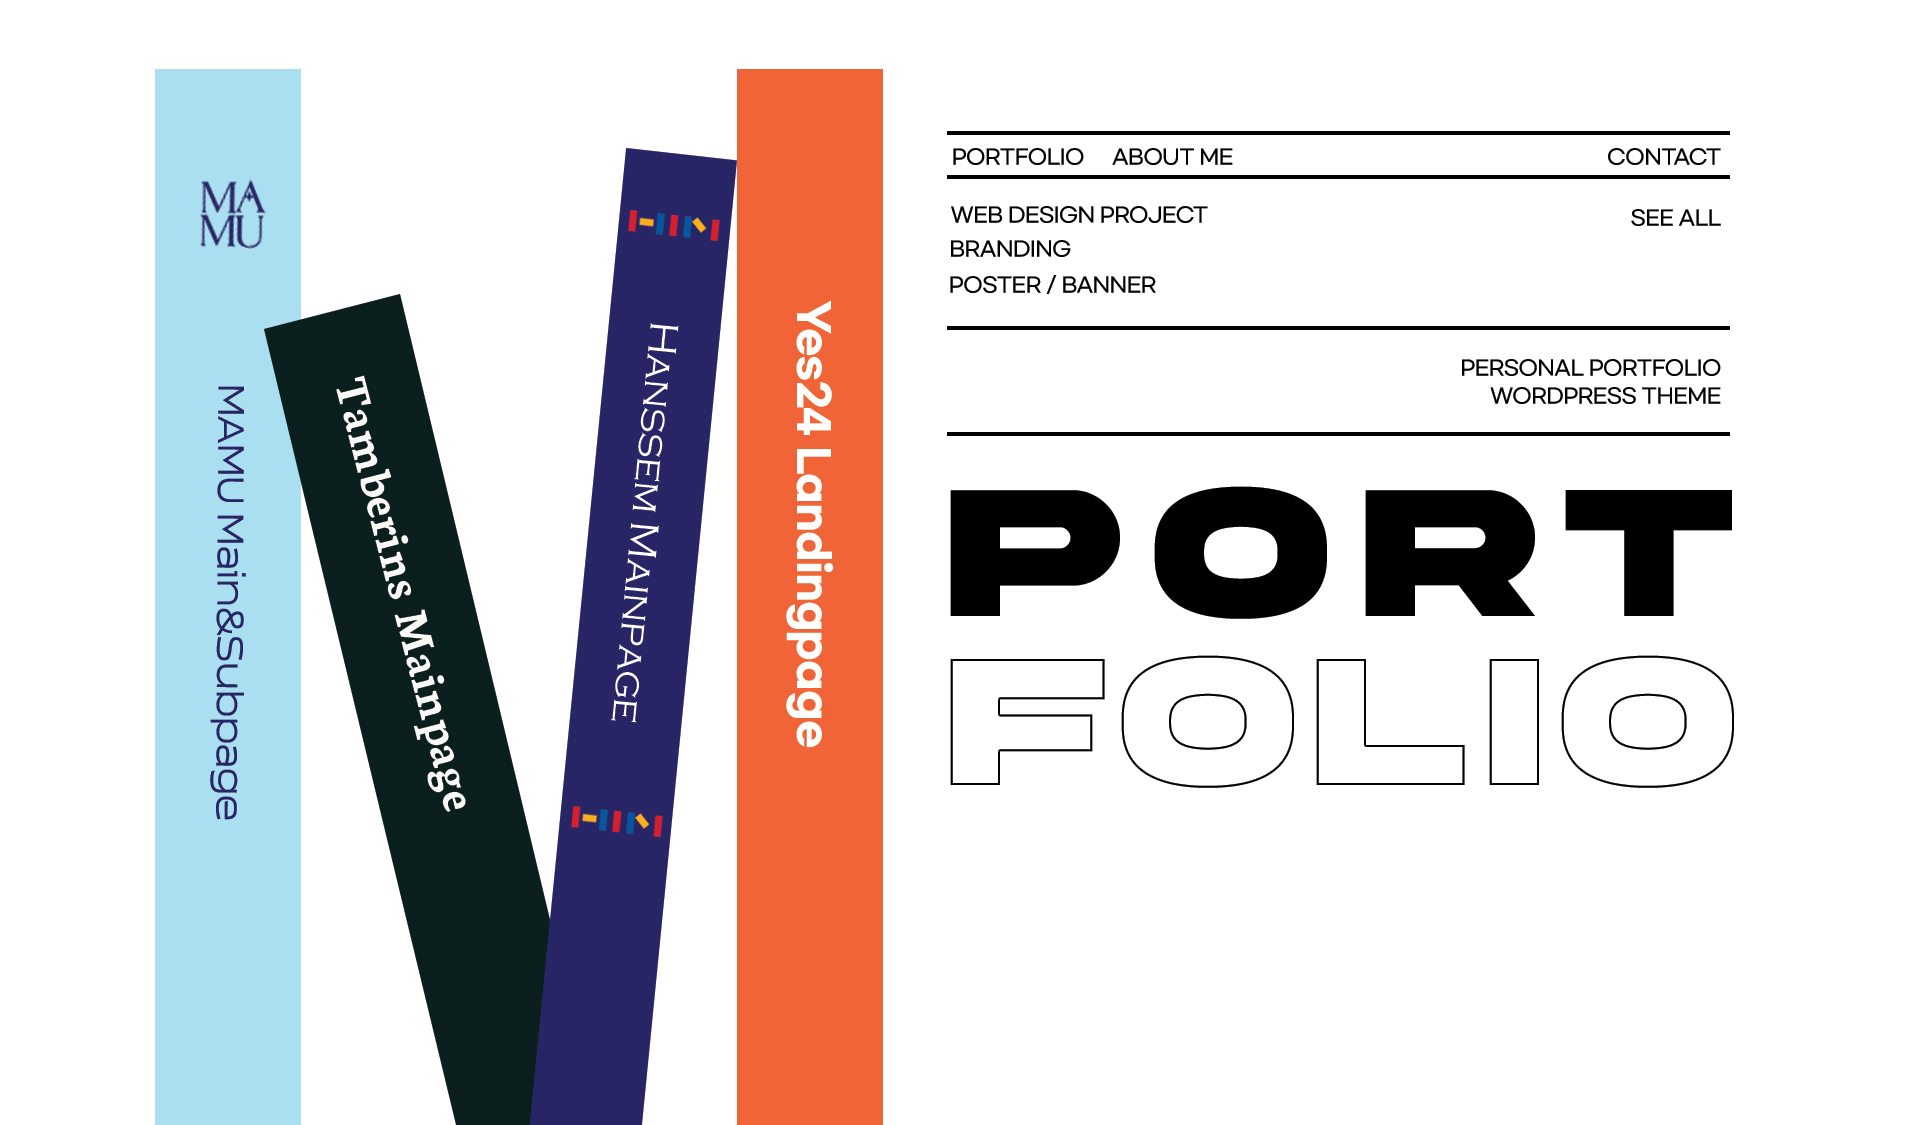 MA
MU
MAMU Main&Subpage
Tamberins Mainpage
HANSSEM MAINPAGE
Yes24 Landingpage
PORTFOLIO ABOUT ME CONTACT
WEB DESIGN PROJECT SEE ALL
BRANDING
POSTER / BANNER
PERSONAL PORTFOLIO
WORDPRESS THEME
PORT
FOLIO